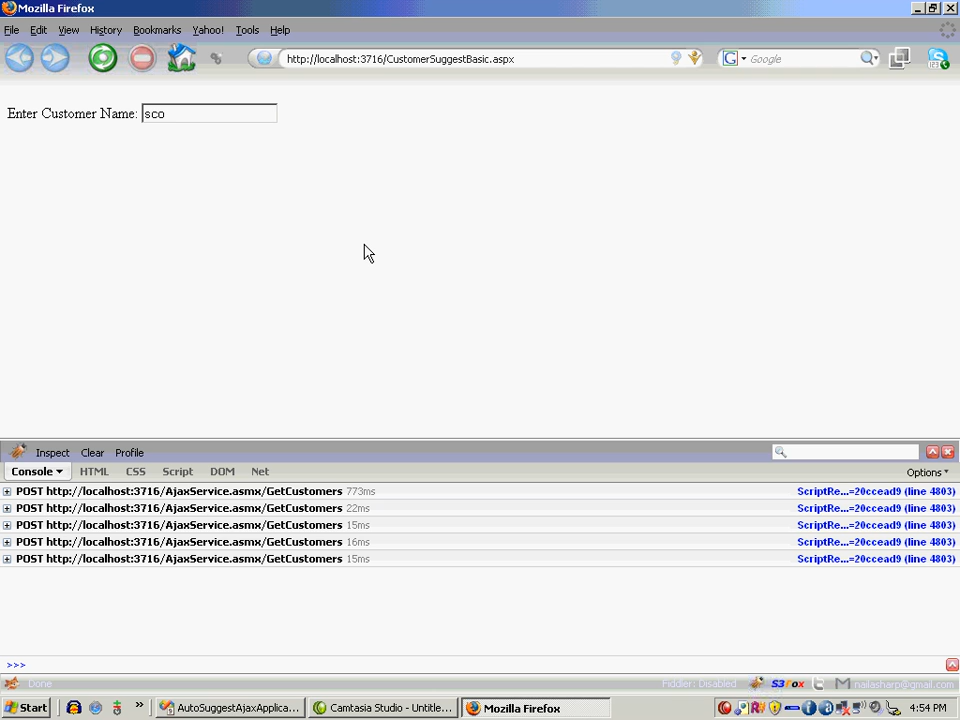 Mozilla Firefox
File Edit View History Bookmarks Yahoo! Tools Help
http://localhost:3716/CustomerSuggestBasic.aspx
G Google
123
Enter Customer Name: sco
Inspect Clear Profile
Console HTML CSS Script DOM Net
Options
POST http://localhost:3716/AjaxService.asmx/GetCustomers 773ms ScriptRe...=20ccead9 (line 4803)
POST http://localhost:3716/AjaxService.asmx/GetCustomers 22ms ScriptRe...=20ccead9 (line 4803)
POST http://localhost:3716/AjaxService.asmx/GetCustomers 15ms ScriptRe...=20ccead9 (line 4803)
POST http://localhost:3716/AjaxService.asmx/GetCustomers 16ms ScriptRe...=20ccead9 (line 4803)
POST http://localhost:3716/AjaxService.asmx/GetCustomers 15ms ScriptRe...=20ccead9 (line 4803)
>>>
Done Fiddler: Disabled S3Fox nailasharp@gmail.com
Start » AutoSuggestAjaxApplica... Camtasia Studio - Untitle... Mozilla Firefox 4:54 PM